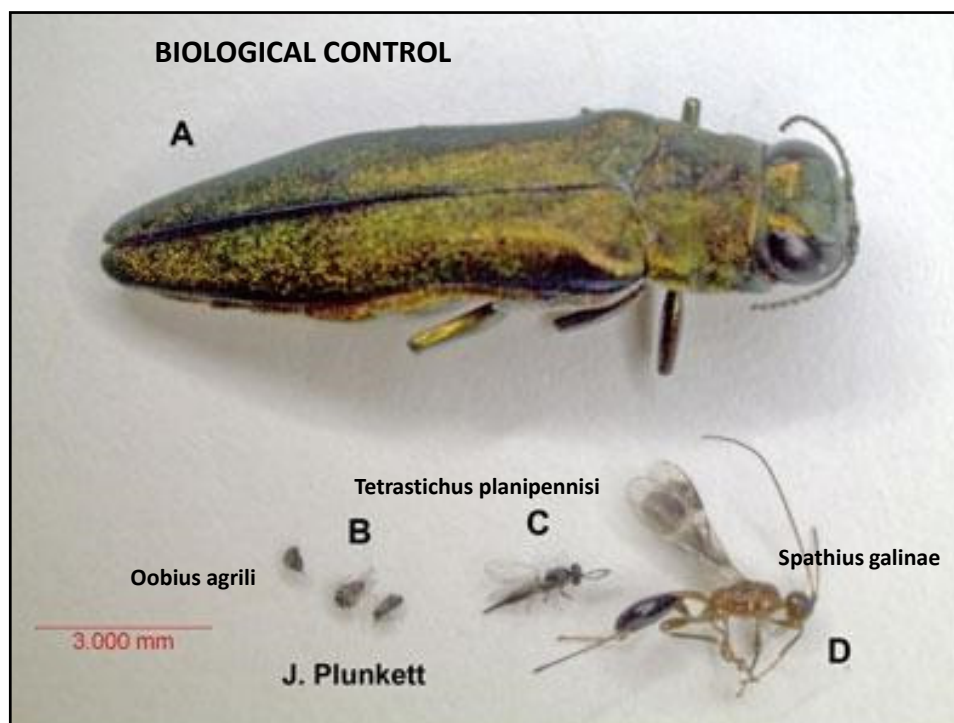 BIOLOGICAL CONTROL
A
Tetrastichus planipennisi
B
C
Oobius agrili
Spathius galinae
3.000 mm
D
J. Plunkett